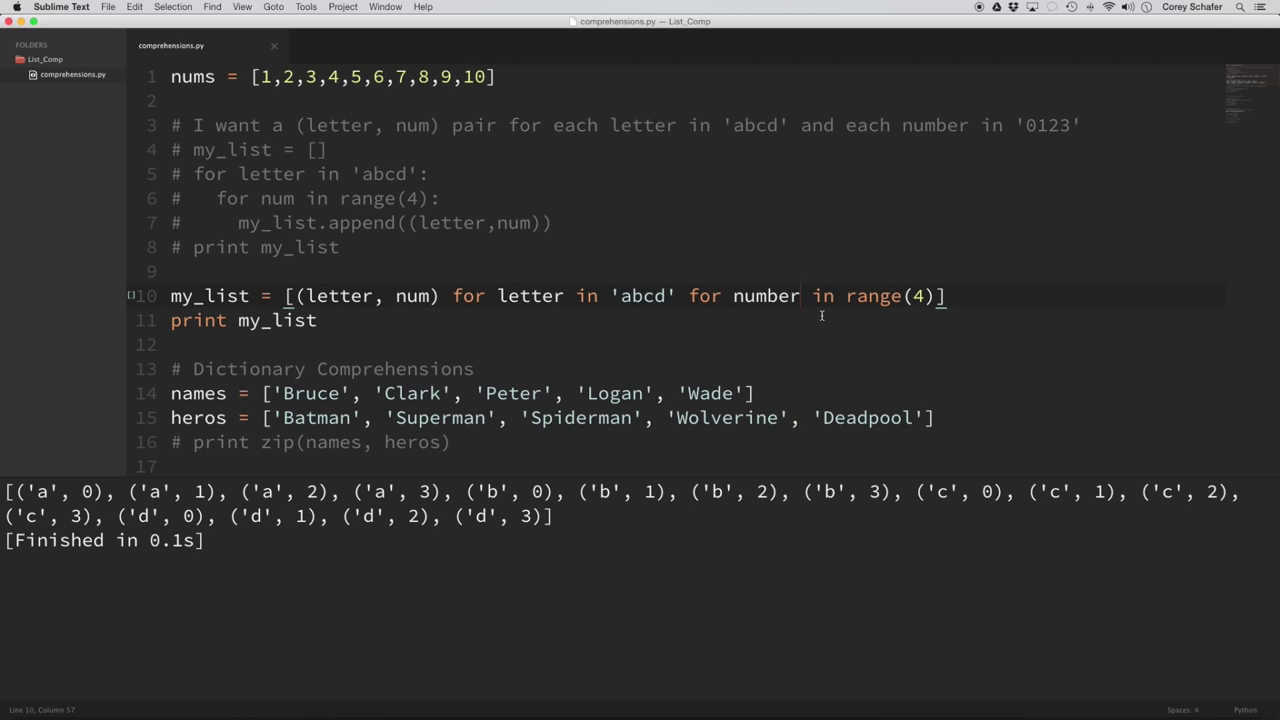 Sublime Text File Edit Selection Find View Goto Tools Project Window Help Corey Schafer
comprehensions.py — List_Comp
FOLDERS
List_Comp
comprehensions.py
comprehensions.py
1 nums = [1,2,3,4,5,6,7,8,9,10]
2
3 # I want a (letter, num) pair for each letter in 'abcd' and each number in '0123'
4 # my_list = []
5 # for letter in 'abcd':
6 #   for num in range(4):
7 #     my_list.append((letter,num))
8 # print my_list
9
10 my_list = [(letter, num) for letter in 'abcd' for number in range(4)]
11 print my_list
12
13 # Dictionary Comprehensions
14 names = ['Bruce', 'Clark', 'Peter', 'Logan', 'Wade']
15 heros = ['Batman', 'Superman', 'Spiderman', 'Wolverine', 'Deadpool']
16 # print zip(names, heros)
17
[('a', 0), ('a', 1), ('a', 2), ('a', 3), ('b', 0), ('b', 1), ('b', 2), ('b', 3), ('c', 0), ('c', 1), ('c', 2),
('c', 3), ('d', 0), ('d', 1), ('d', 2), ('d', 3)]
[Finished in 0.1s]
Line 10, Column 57 Spaces: 4 Python